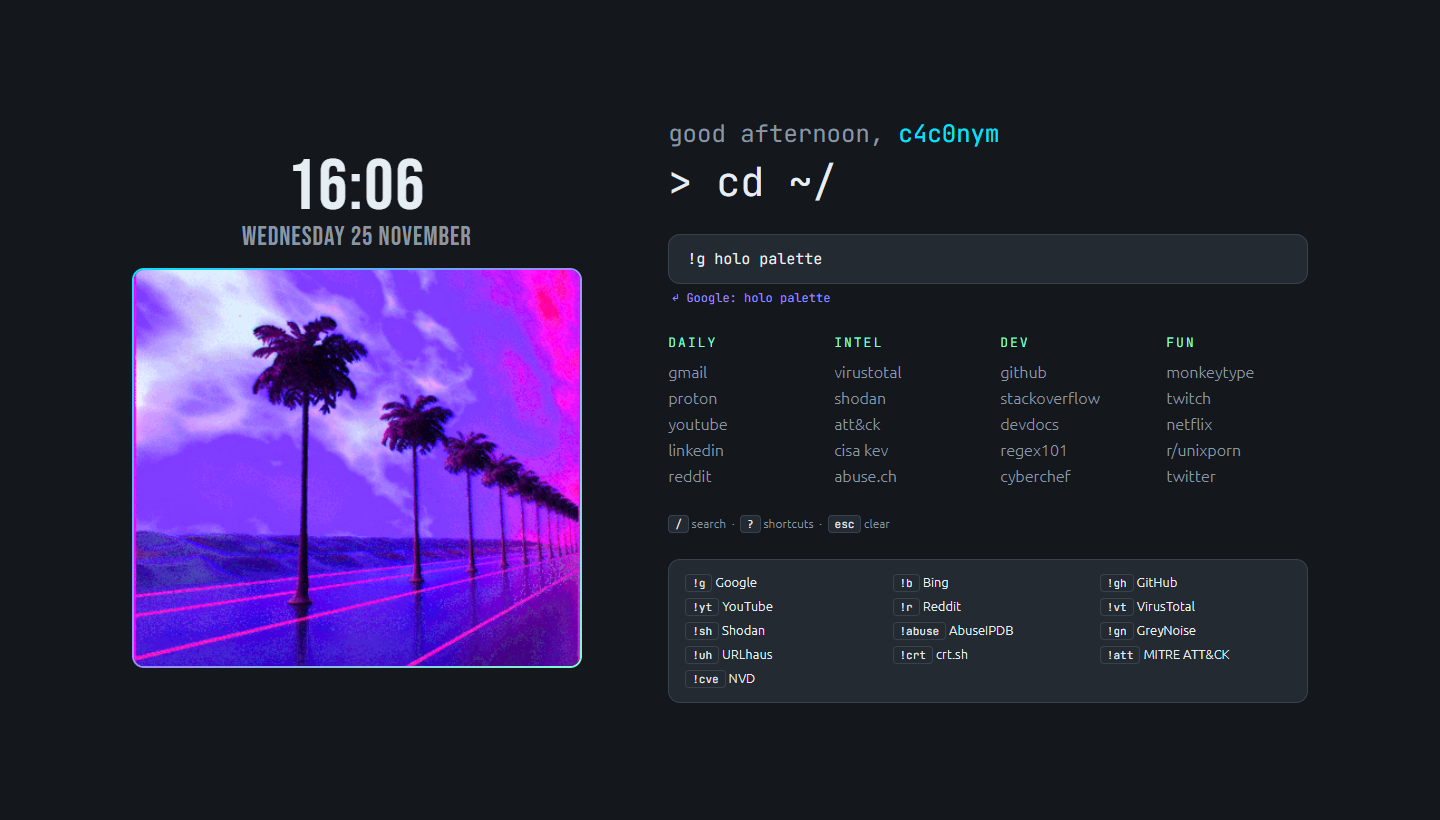 16:06
WEDNESDAY 25 NOVEMBER
good afternoon, c4c0nym
> cd ~/
!g holo palette
↲ Google: holo palette
DAILY
gmail
proton
youtube
linkedin
reddit
INTEL
virustotal
shodan
att&ck
cisa kev
abuse.ch
DEV
github
stackoverflow
devdocs
regex101
cyberchef
FUN
monkeytype
twitch
netflix
r/unixporn
twitter
/ search · ? shortcuts · esc clear
!g Google !b Bing !gh GitHub
!yt YouTube !r Reddit !vt VirusTotal
!sh Shodan !abuse AbuseIPDB !gn GreyNoise
!uh URLhaus !crt crt.sh !att MITRE ATT&CK
!cve NVD